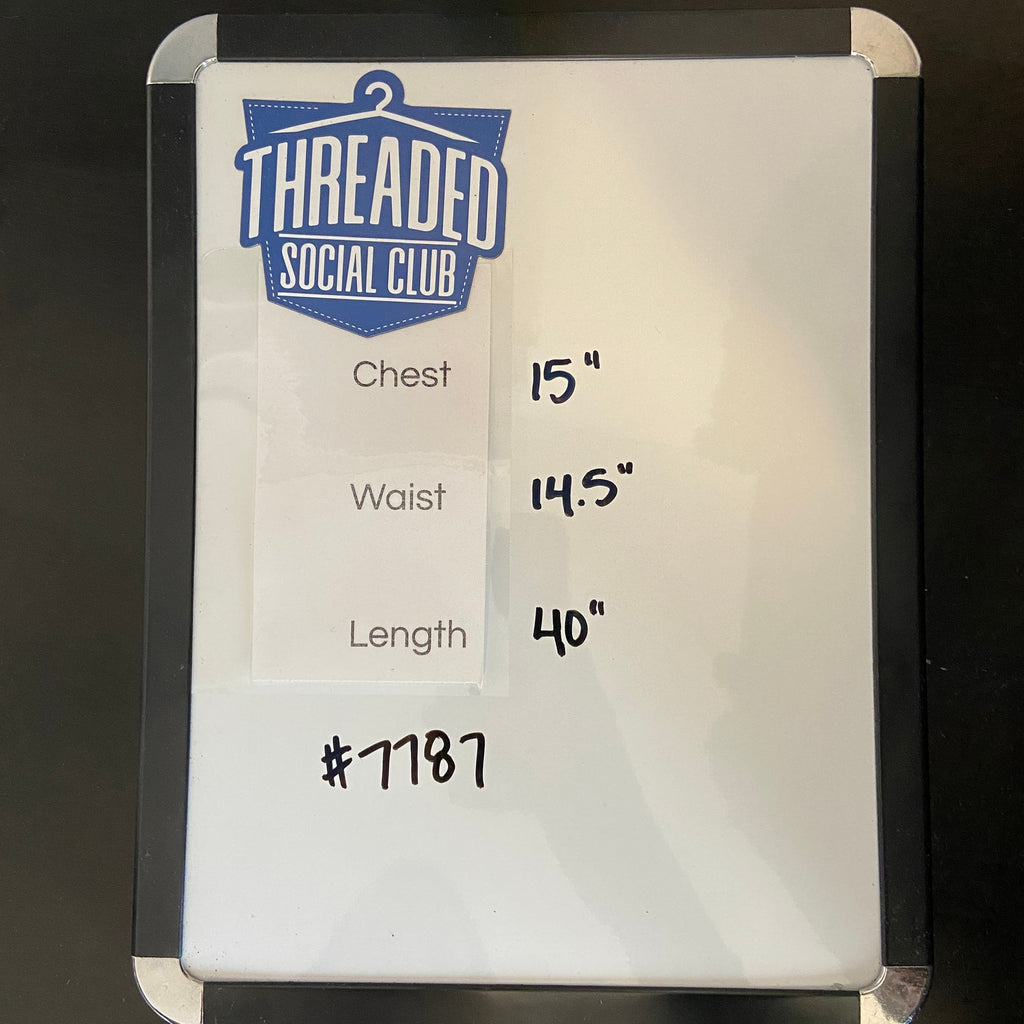 THREADED
SOCIAL CLUB
Chest 15"
Waist 14.5"
Length 40"
#7787